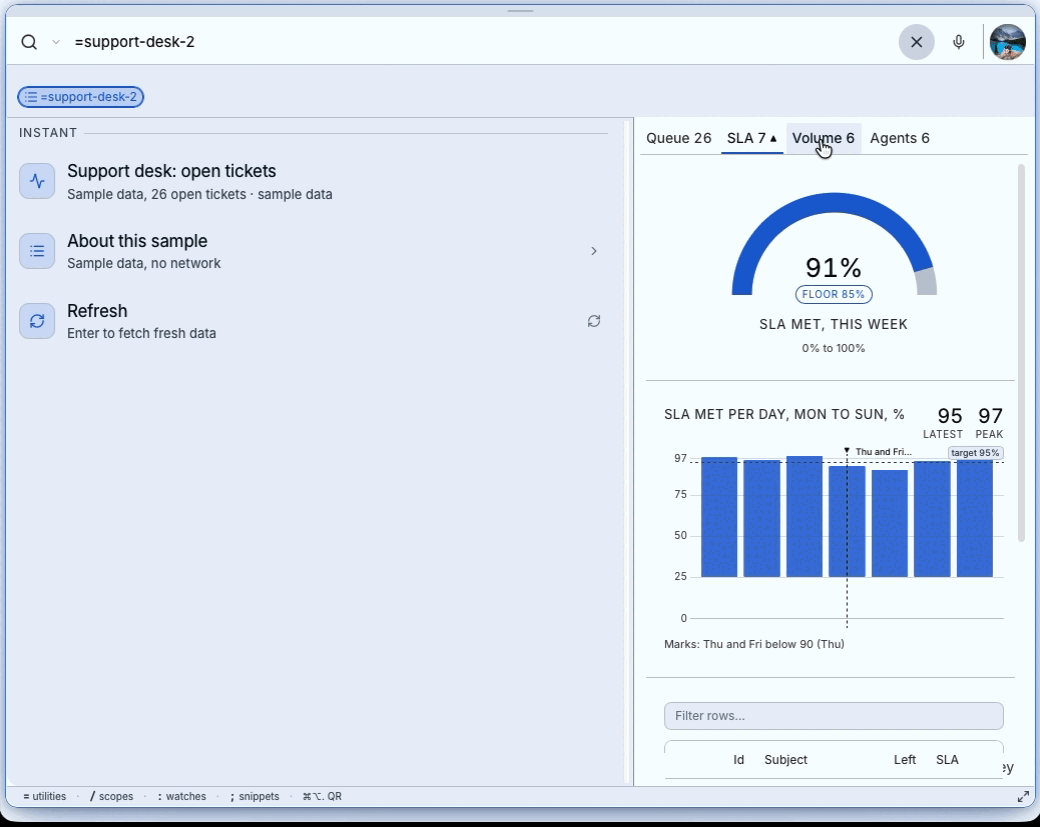 =support-desk-2
=support-desk-2
INSTANT
Support desk: open tickets
Sample data, 26 open tickets · sample data
About this sample
Sample data, no network
Refresh
Enter to fetch fresh data
Queue 26 SLA 7 ▲ Volume 6 Agents 6
91%
FLOOR 85%
SLA MET, THIS WEEK
0% to 100%
SLA MET PER DAY, MON TO SUN, % 95 97
LATEST PEAK
Thu and Fri... target 95%
97
75
50
25
0
Marks: Thu and Fri below 90 (Thu)
Filter rows...
Id Subject Left SLA
ey
= utilities · / scopes · : watches · ; snippets · ⌘⌥. QR